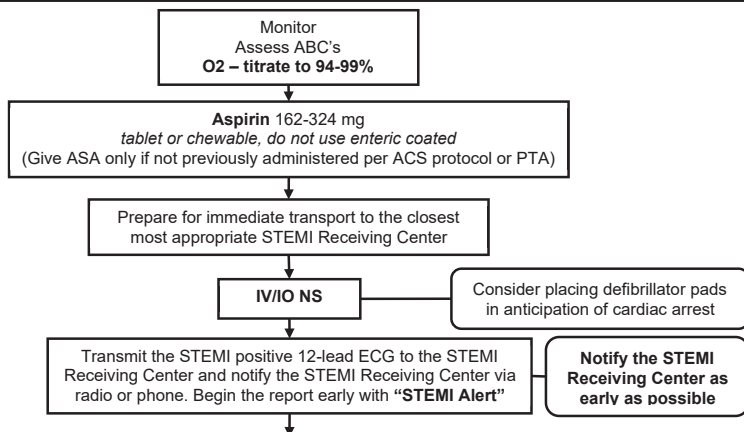 Monitor
Assess ABC's
O2 – titrate to 94-99%
Aspirin 162-324 mg
tablet or chewable, do not use enteric coated
(Give ASA only if not previously administered per ACS protocol or PTA)
Prepare for immediate transport to the closest
most appropriate STEMI Receiving Center
IV/IO NS
Consider placing defibrillator pads
in anticipation of cardiac arrest
Transmit the STEMI positive 12-lead ECG to the STEMI
Receiving Center and notify the STEMI Receiving Center via
radio or phone. Begin the report early with “STEMI Alert”
Notify the STEMI
Receiving Center as
early as possible